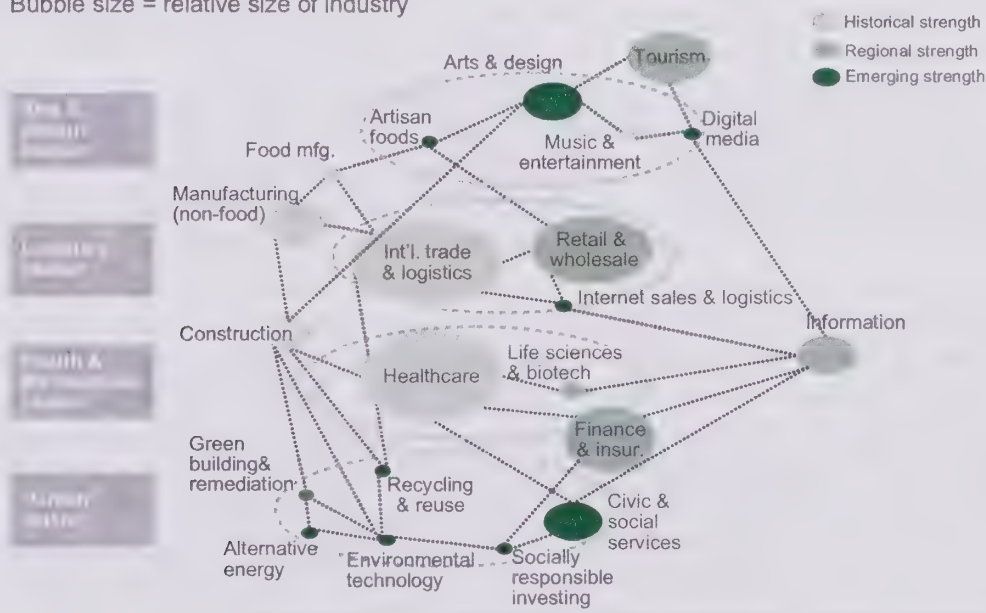 Bubble size = relative size of industry
Historical strength
Regional strength
Emerging strength
Tourism
Arts & design
Digital
media
Artisan
foods
Music &
entertainment
Food mfg.
Manufacturing
(non-food)
Int'l. trade
& logistics
Retail &
wholesale
Internet sales & logistics
Information
Construction
Life sciences
& biotech
Healthcare
Finance
& insur.
Green
building&
remediation
Recycling
& reuse
Civic &
social
services
Alternative
energy
Environmental
technology
Socially
responsible
investing